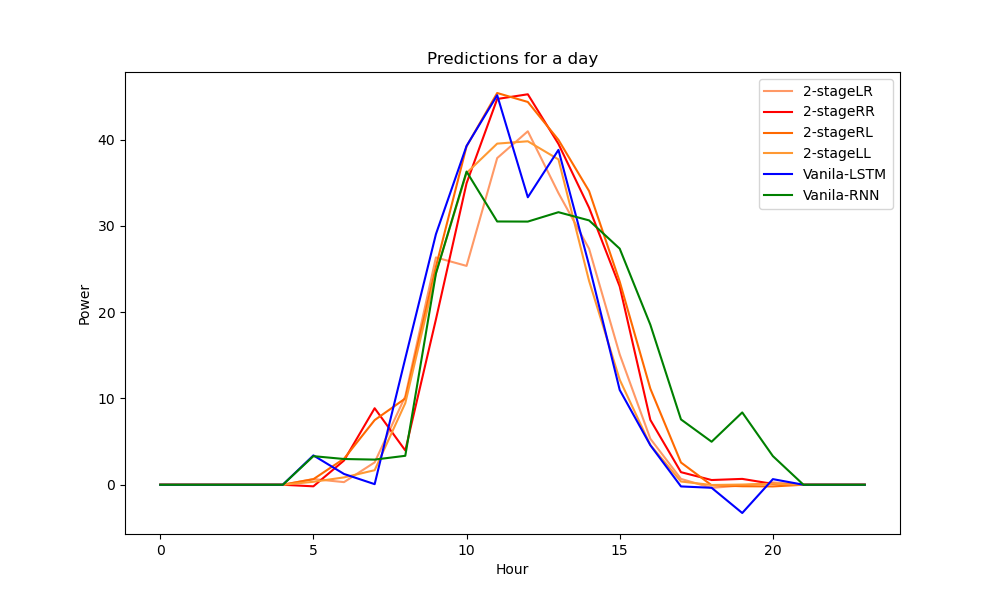 Predictions for a day
2-stageLR
2-stageRR
2-stageRL
2-stageLL
Vanila-LSTM
Vanila-RNN
Power
40
30
20
10
0
0 5 10 15 20
Hour